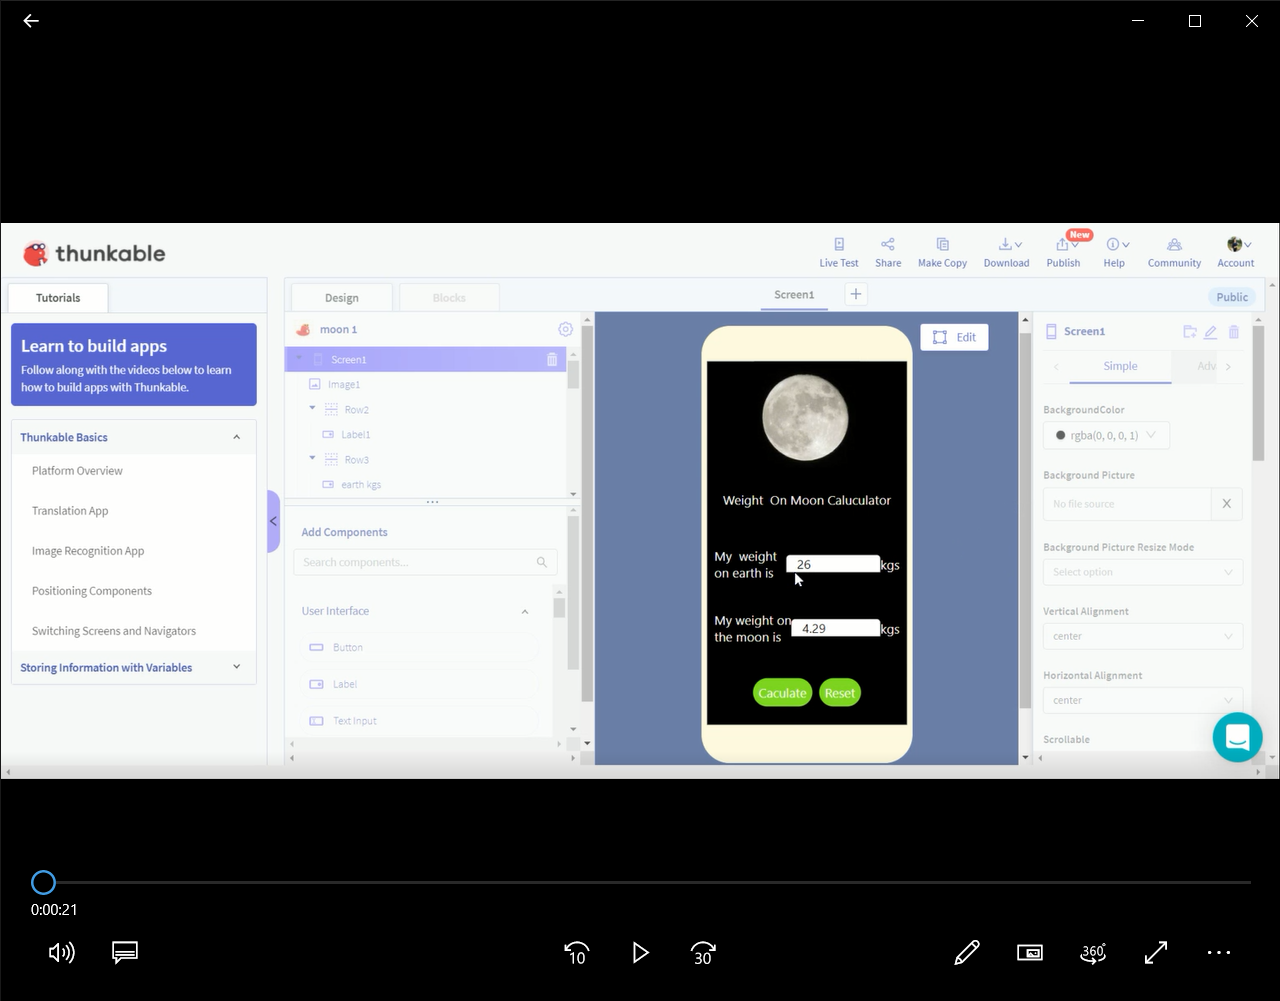 thunkable
Live Test
Share
Make Copy
Download
New
Publish
Help
Community
Account
Tutorials
Design
Blocks
Screen1
+
Public
Learn to build apps
Follow along with the videos below to learn
how to build apps with Thunkable.
Thunkable Basics
Platform Overview
Translation App
Image Recognition App
Positioning Components
Switching Screens and Navigators
Storing Information with Variables
moon 1
Screen1
Image1
Row2
Label1
Row3
earth kgs
Add Components
Search components...
User Interface
Button
Label
Text Input
Edit
Weight On Moon Caluculator
My weight
on earth is
26
kgs
My weight on
the moon is
4.29
kgs
Caculate
Reset
Screen1
Simple
Adv
BackgroundColor
rgba(0, 0, 0, 1)
Background Picture
No file source
X
Background Picture Resize Mode
Select option
Vertical Alignment
center
Horizontal Alignment
center
Scrollable
0:00:21
10
30
360°